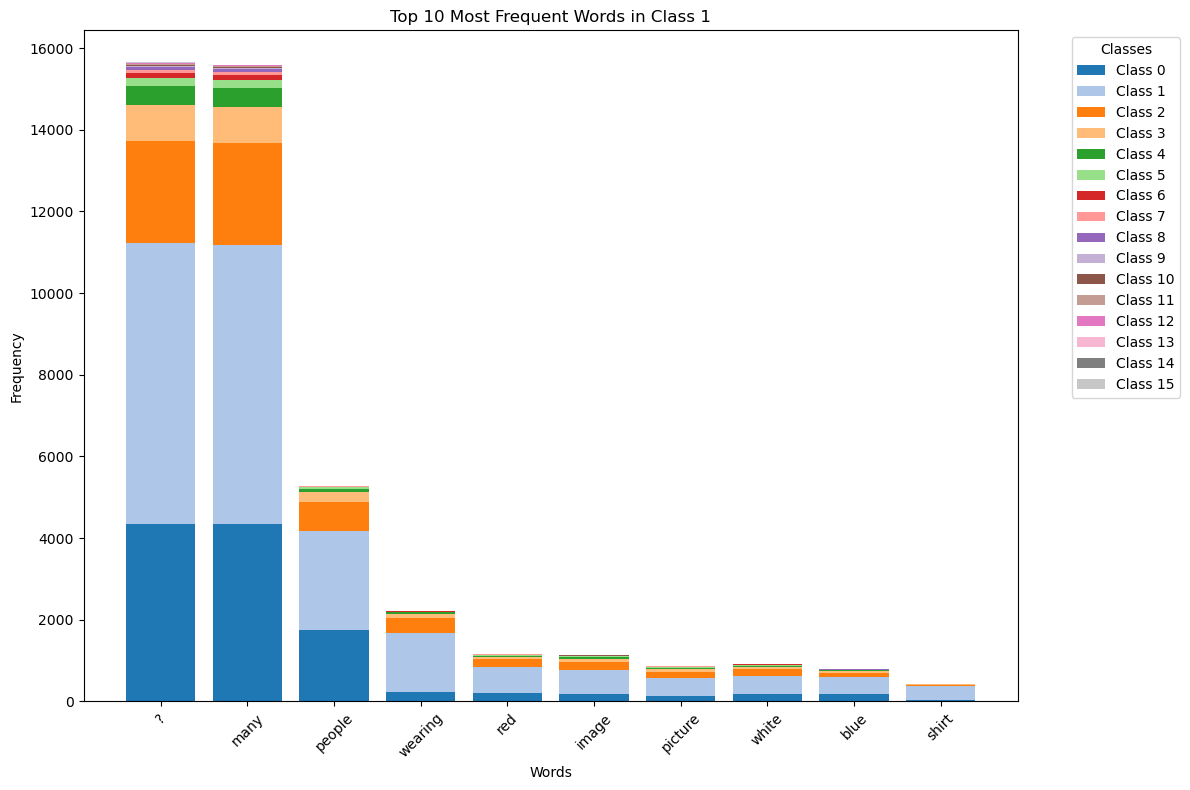 Top 10 Most Frequent Words in Class 1
16000
14000
12000
10000
8000
6000
4000
2000
0
Frequency
?
many
people
wearing
red
image
picture
white
blue
shirt
Words
Classes
Class 0
Class 1
Class 2
Class 3
Class 4
Class 5
Class 6
Class 7
Class 8
Class 9
Class 10
Class 11
Class 12
Class 13
Class 14
Class 15